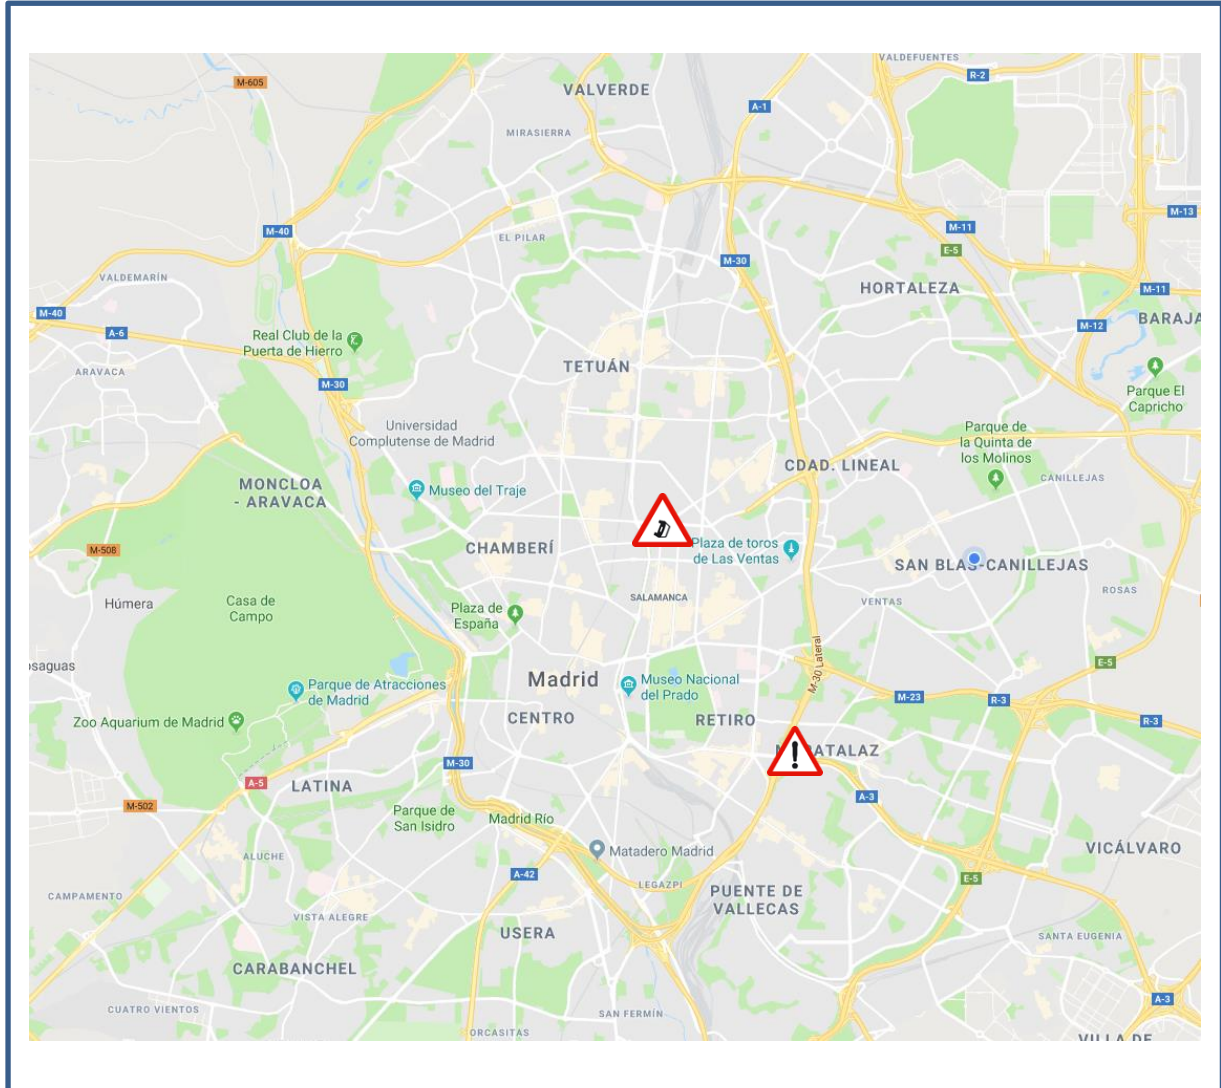 VALDEFUENTES
M-605
R-2
VALVERDE
A-1
MIRASIERRA
M-13
M-40
M-11
EL PILAR
E-5
M-30
VALDEMARÍN
HORTALEZA
M-11
M-40
BARAJA
M-12
A-6
Real Club de la
Puerta de Hierro
TETUÁN
ARAVACA
M-30
Parque El
Capricho
Universidad
Complutense de Madrid
Parque de
la Quinta de
los Molinos
CDAD. LINEAL
CANILLEJAS
MONCLOA
- ARAVACA
Museo del Traje
M-508
CHAMBERÍ
Plaza de toros
de Las Ventas
SAN BLAS-CANILLEJAS
ROSAS
Húmera
Casa de
Campo
Plaza de
España
SALAMANCA
VENTAS
M-30 Lateral
osaguas
E-5
Parque de Atracciones
de Madrid
Madrid
Museo Nacional
del Prado
M-23
R-3
Zoo Aquarium de Madrid
CENTRO
RETIRO
R-3
M
RATALAZ
M-30
A-5
LATINA
A-3
M-502
Parque de
San Isidro
Madrid Río
Matadero Madrid
VICÁLVARO
ALUCHE
A-42
LEGAZPI
E-5
CAMPAMENTO
PUENTE DE
VALLECAS
VISTA ALEGRE
USERA
SANTA EUGENIA
CARABANCHEL
A-3
CUATRO VIENTOS
SAN FERMÍN
ORCASITAS
VILLA DE